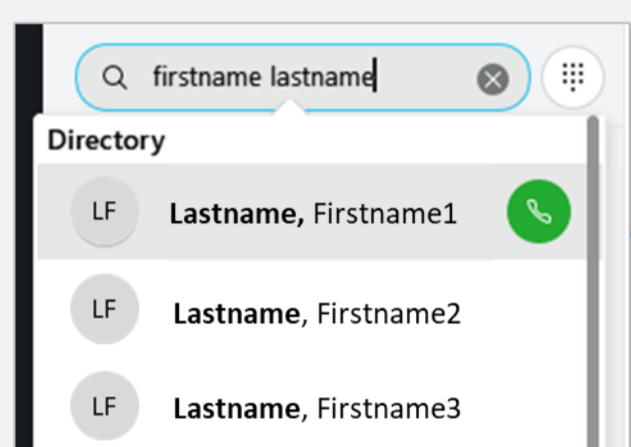 firstname lastname
Directory
LF Lastname, Firstname1
LF Lastname, Firstname2
LF Lastname, Firstname3